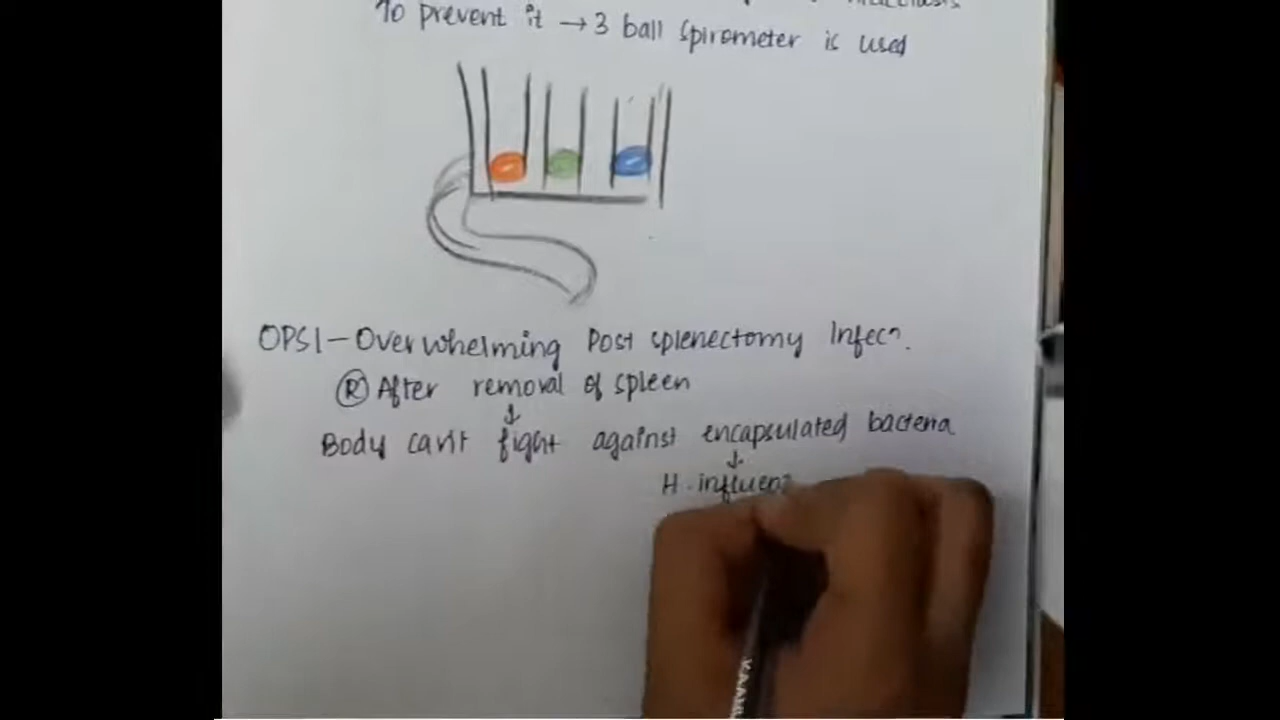 To prevent it → 3 ball spirometer is used
OPSI - Overwhelming Post splenectomy Infecn.
Ⓡ After removal of spleen
↓
Body can't fight against encapsulated bacteria
↓
H. influenz